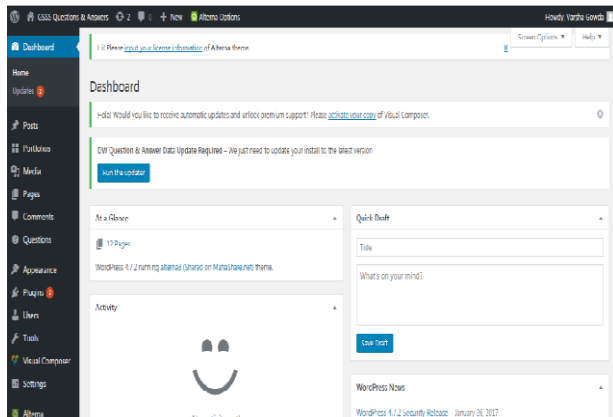 GSSS Questions & Answers 2 0 + New Alterna Options Howdy, Varsha Gowda
Screen Options Help
Dashboard
Home
Updates 2
Posts
Portfolios
Media
Pages
Comments
Questions
Appearance
Plugins 2
Users
Tools
Visual Composer
Settings
Alterna
Hi! Please input your license information of Alterna theme.
Dashboard
Hola! Would you like to receive automatic updates and unlock premium support? Please activate your copy of Visual Composer.
DW Question & Answer Data Update Required – We just need to update your install to the latest version
Run the updater
At a Glance
12 Pages
WordPress 4.7.2 running alterna8 (Shared on MafiaShare.net) theme.
Activity
Quick Draft
Title
What's on your mind?
Save Draft
WordPress News
WordPress 4.7.2 Security Release January 26, 2017